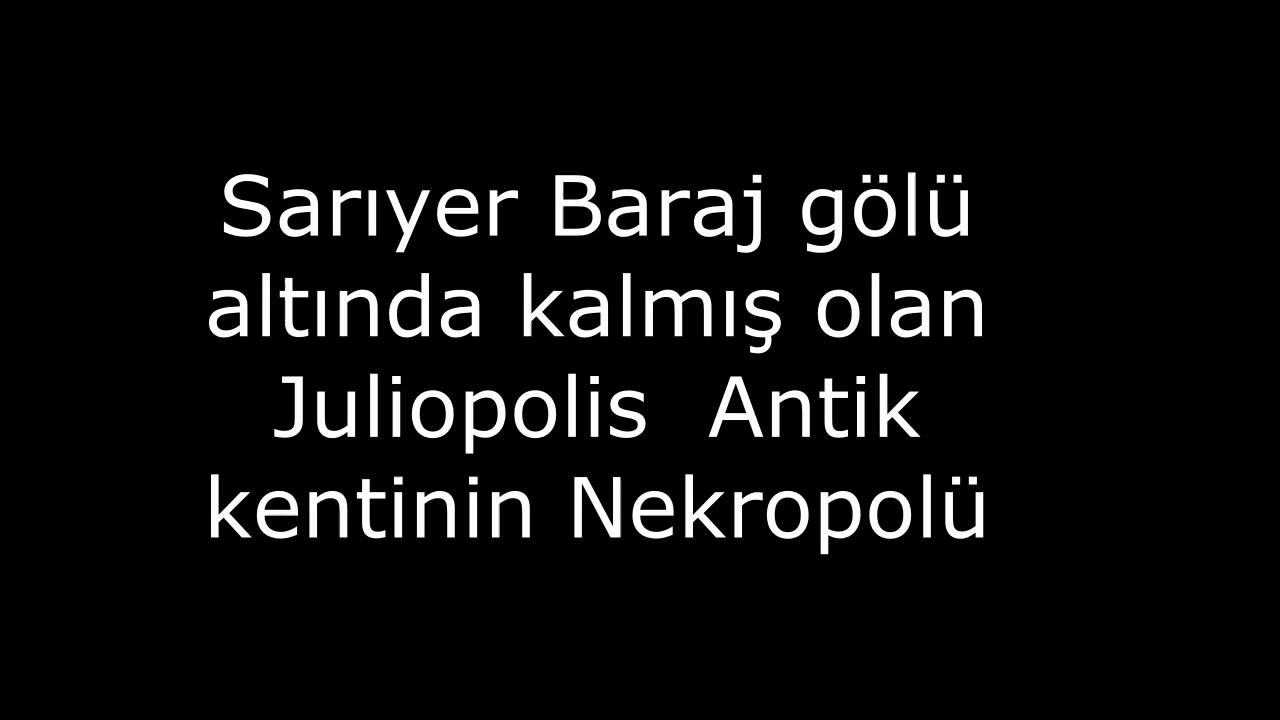 Sarıyer Baraj gölü
altında kalmış olan
Juliopolis  Antik
kentinin Nekropolü